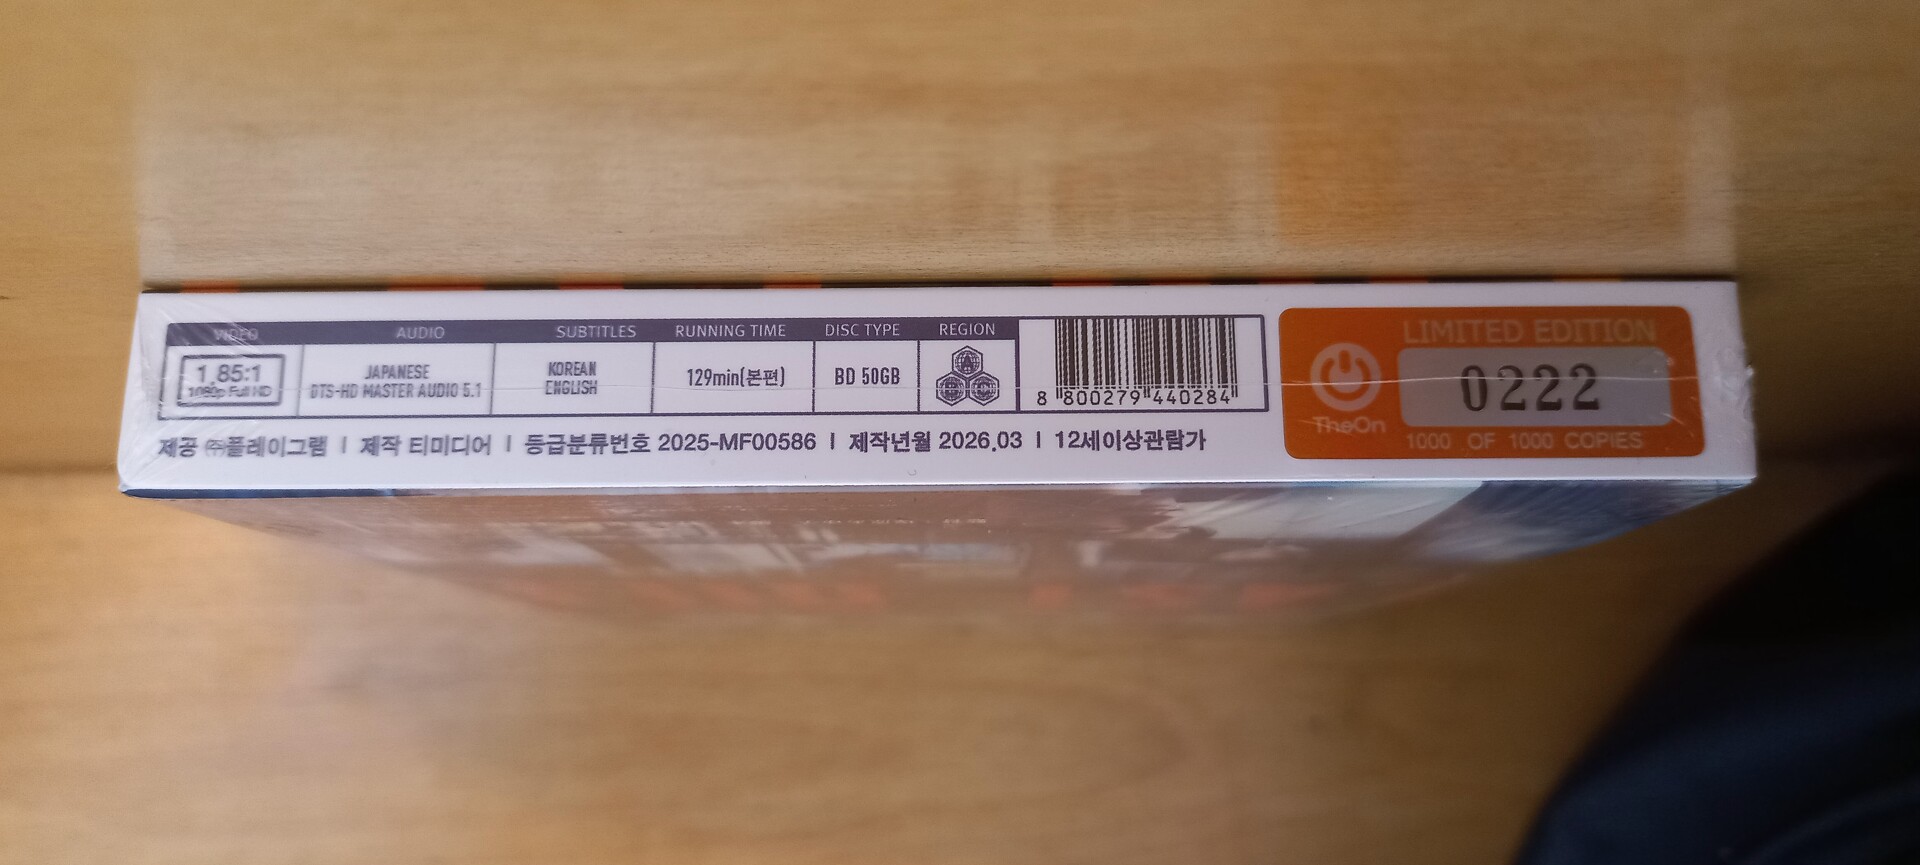 VIDEO AUDIO SUBTITLES RUNNING TIME DISC TYPE REGION
1.85:1
1080p Full HD
JAPANESE
DTS-HD MASTER AUDIO 5.1
KOREAN
ENGLISH
129min(본편)
BD 50GB
8 800279 440284
제공 ㈜플레이그램 | 제작 티미디어 | 등급분류번호 2025-MF00586 | 제작년월 2026.03 | 12세이상관람가
LIMITED EDITION
0222
TheOn
1000 OF 1000 COPIES